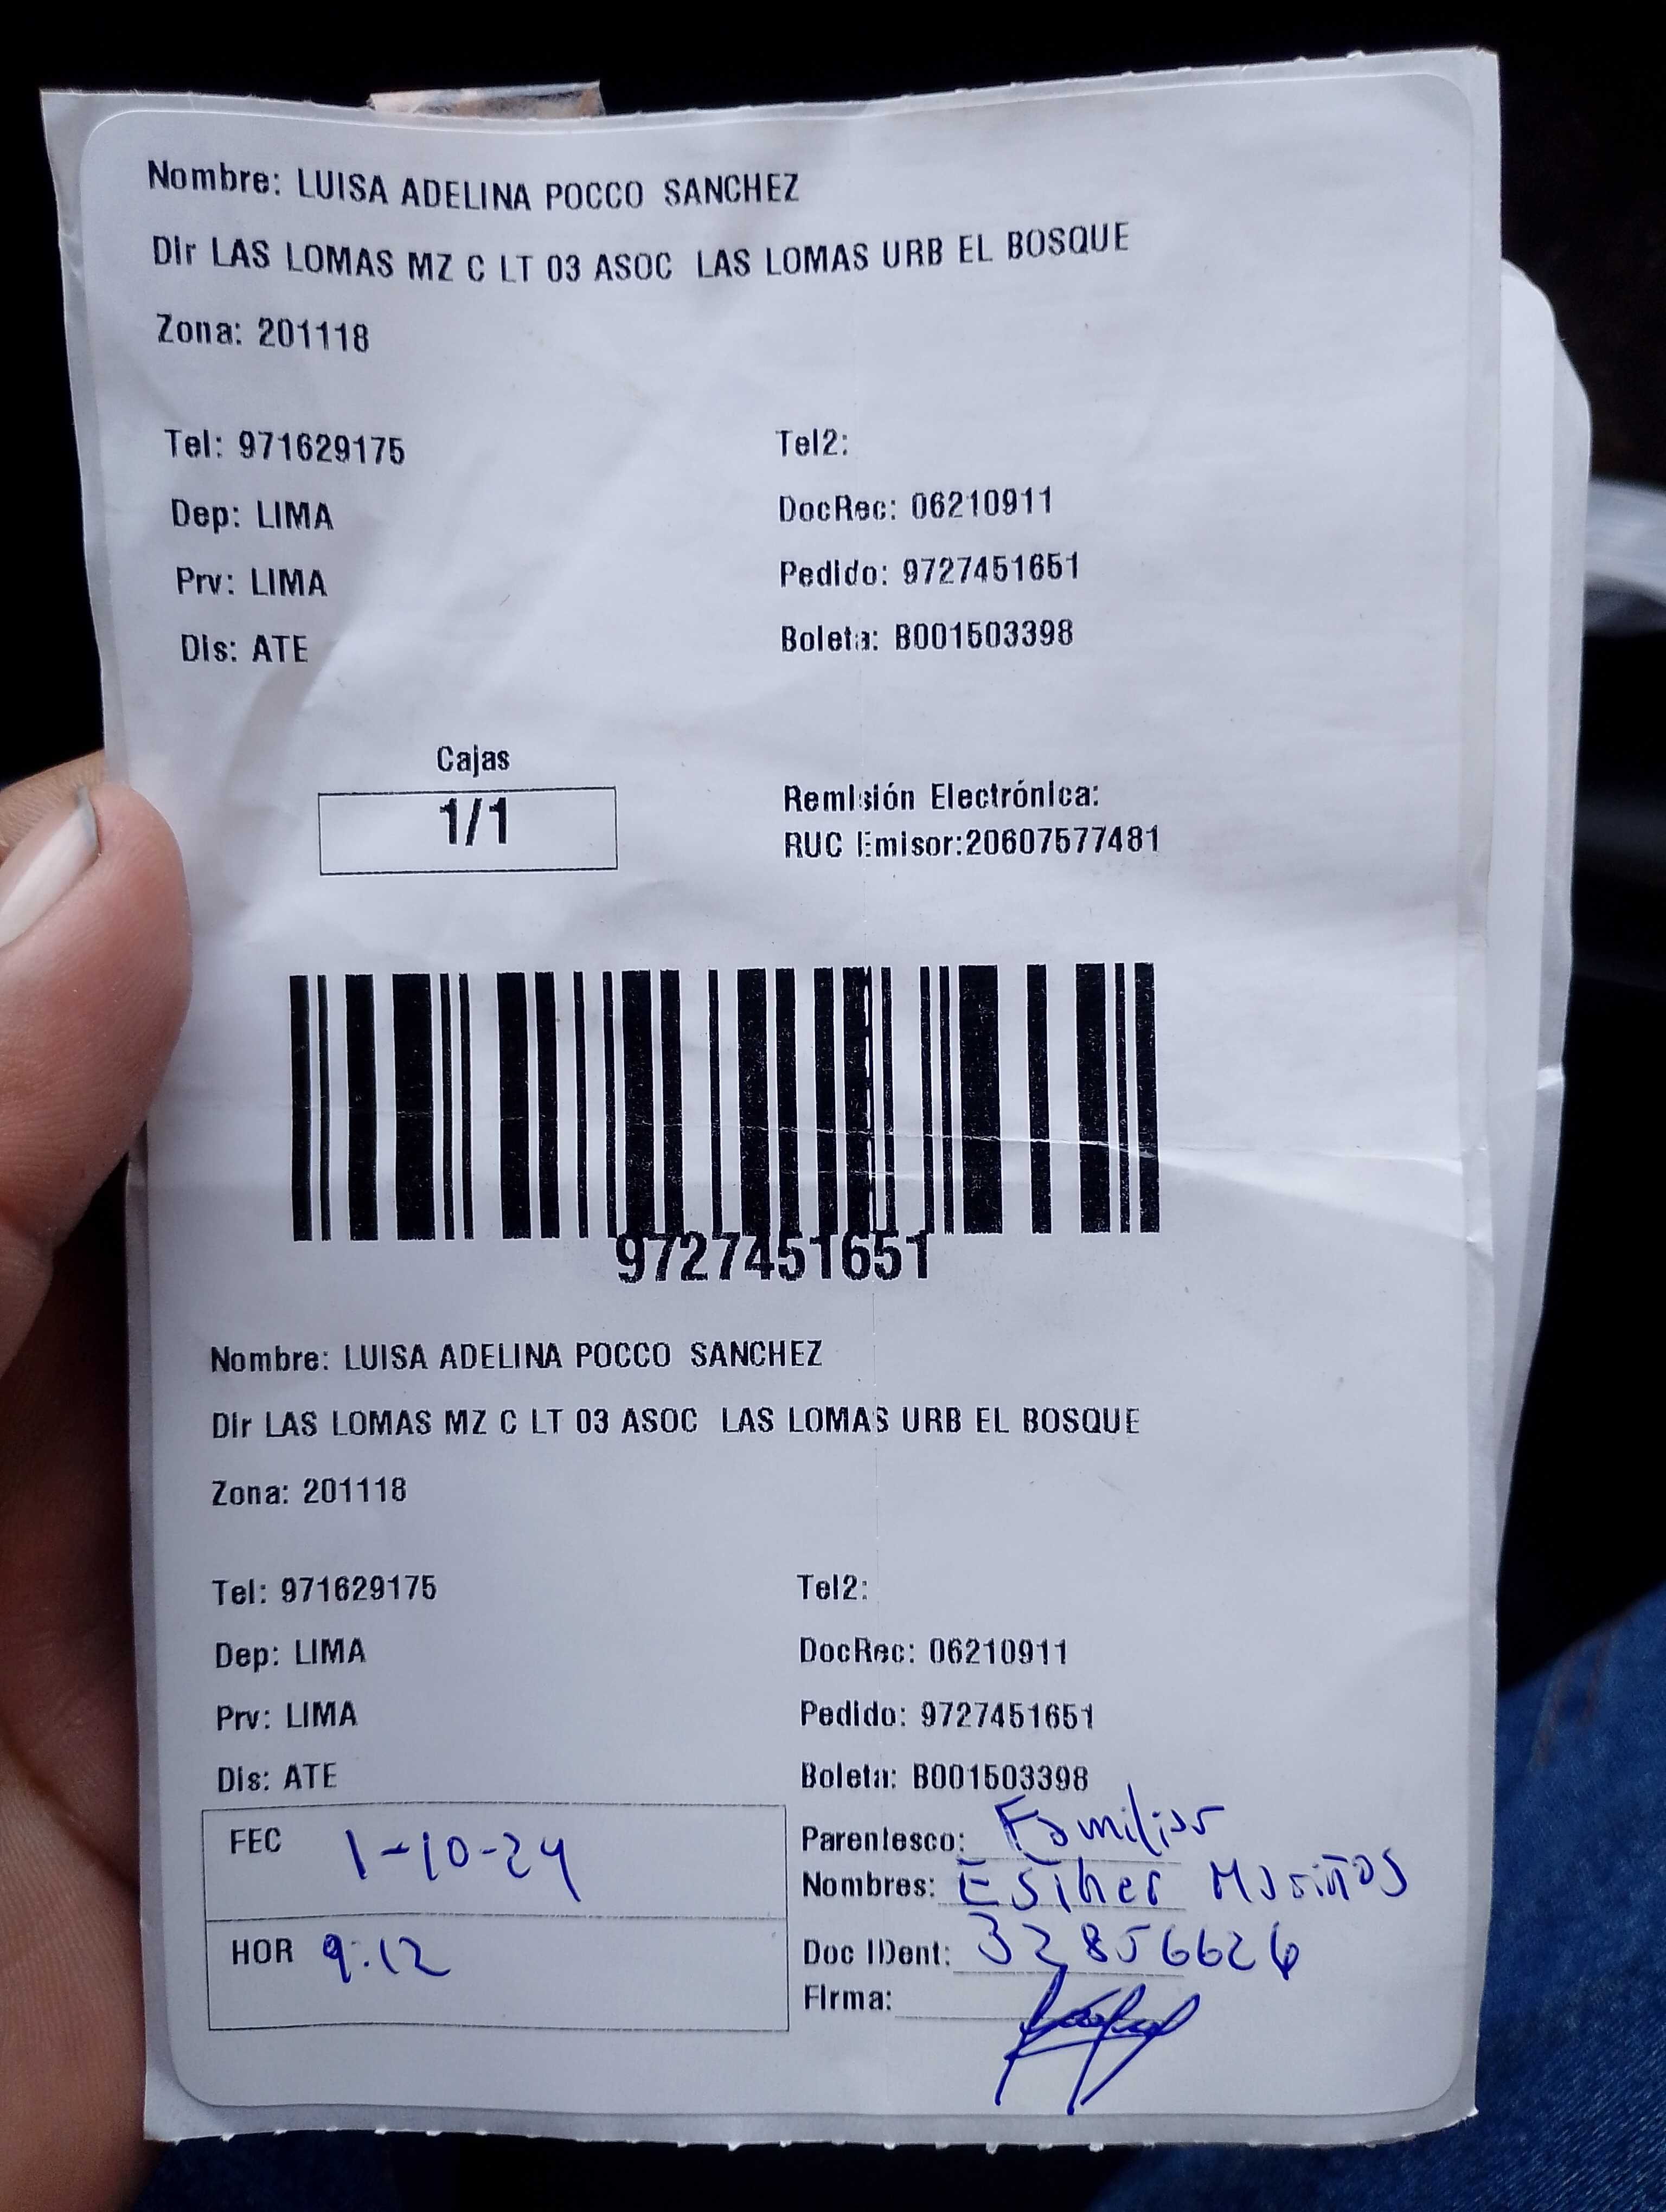 Nombre: LUISA ADELINA POCCO SANCHEZ
Dir LAS LOMAS MZ C LT 03 ASOC LAS LOMAS URB EL BOSQUE
Zona: 201118
Tel: 971629175 Tel2:
Dep: LIMA DocRec: 06210911
Prv: LIMA Pedido: 9727451651
Dis: ATE Boleta: B001503398
Cajas
1/1
Remisión Electrónica:
RUC Emisor:20607577481
9727451651
Nombre: LUISA ADELINA POCCO SANCHEZ
Dir LAS LOMAS MZ C LT 03 ASOC LAS LOMAS URB EL BOSQUE
Zona: 201118
Tel: 971629175 Tel2:
Dep: LIMA DocRec: 06210911
Prv: LIMA Pedido: 9727451651
Dis: ATE Boleta: B001503398
FEC 1-10-24
HOR 9:12
Parentesco: Familiar
Nombres: Esther Mariños
Doc IDent: 32856626
Firma: